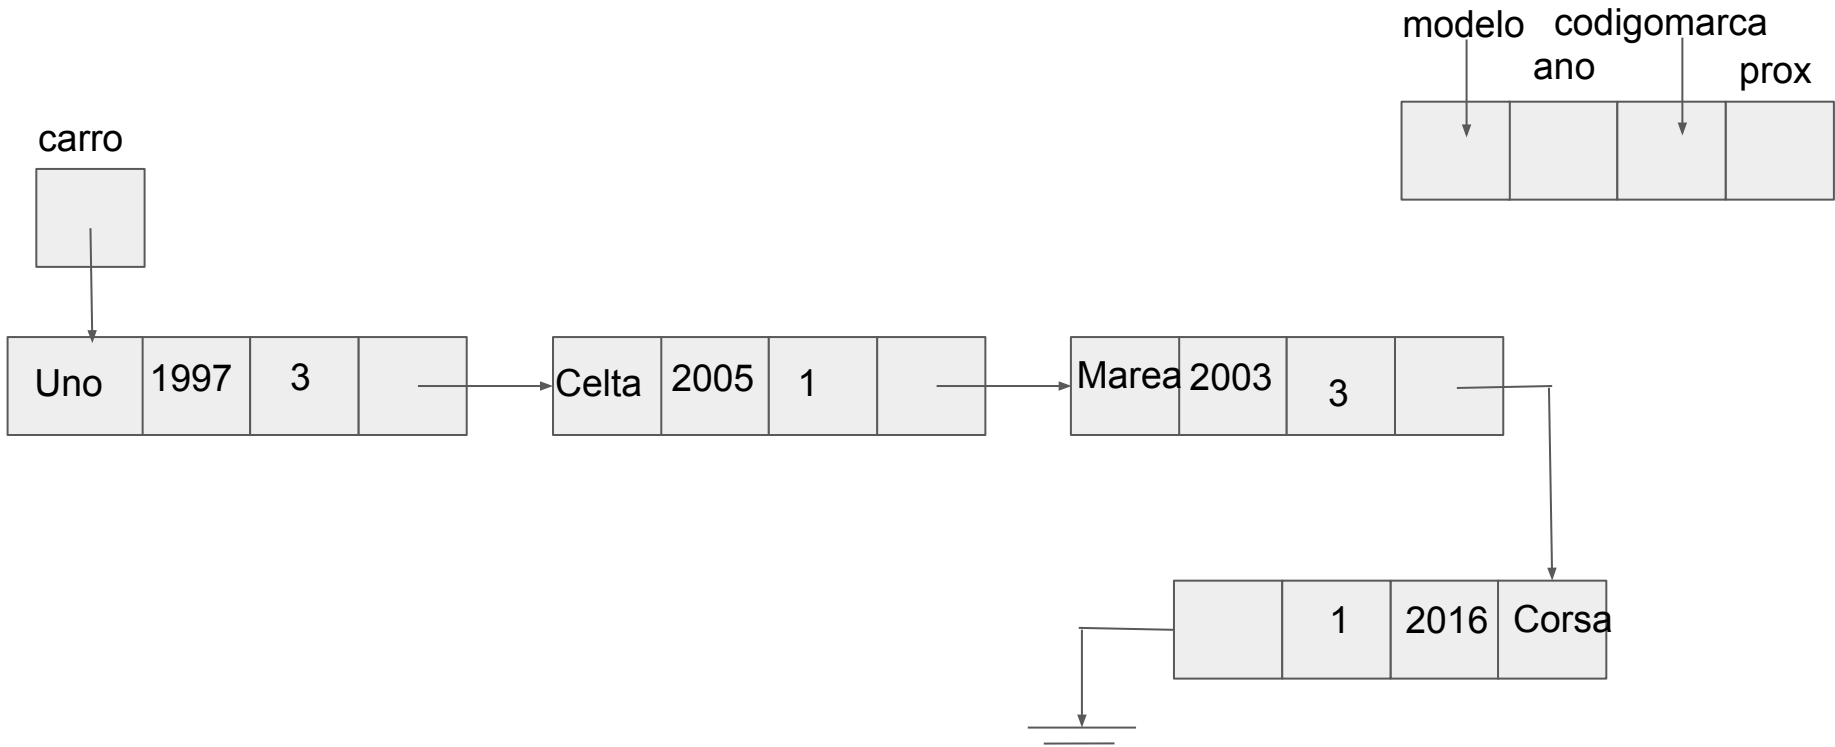 modelo codigomarca
ano prox
carro
Uno 1997 3 Celta 2005 1 Marea 2003 3
1 2016 Corsa